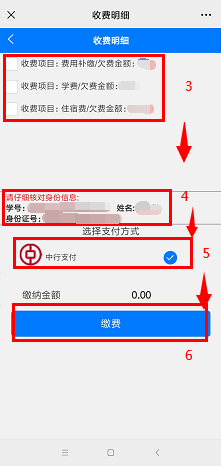 收费明细
收费明细
收费项目：费用补缴/欠费金额：
收费项目：学费/欠费金额：
收费项目：住宿费/欠费金额：
3
请仔细核对身份信息:
4
学号： 姓名:
身份证号：
选择支付方式
5
中行支付
缴纳金额 0.00
缴费
6